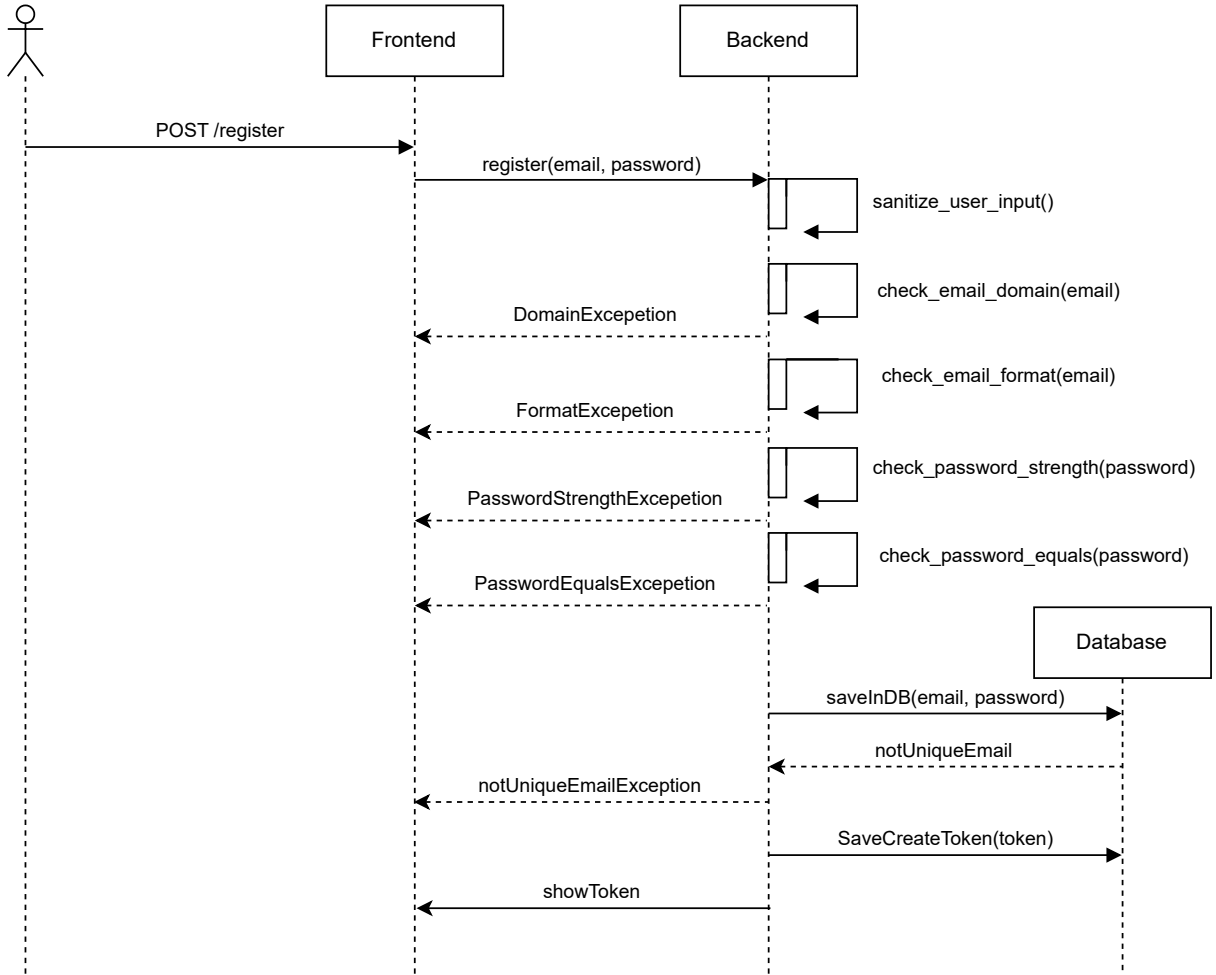 Frontend
Backend
POST /register
register(email, password)
sanitize_user_input()
check_email_domain(email)
DomainExcepetion
check_email_format(email)
FormatExcepetion
check_password_strength(password)
PasswordStrengthExcepetion
check_password_equals(password)
PasswordEqualsExcepetion
Database
saveInDB(email, password)
notUniqueEmail
notUniqueEmailException
SaveCreateToken(token)
showToken